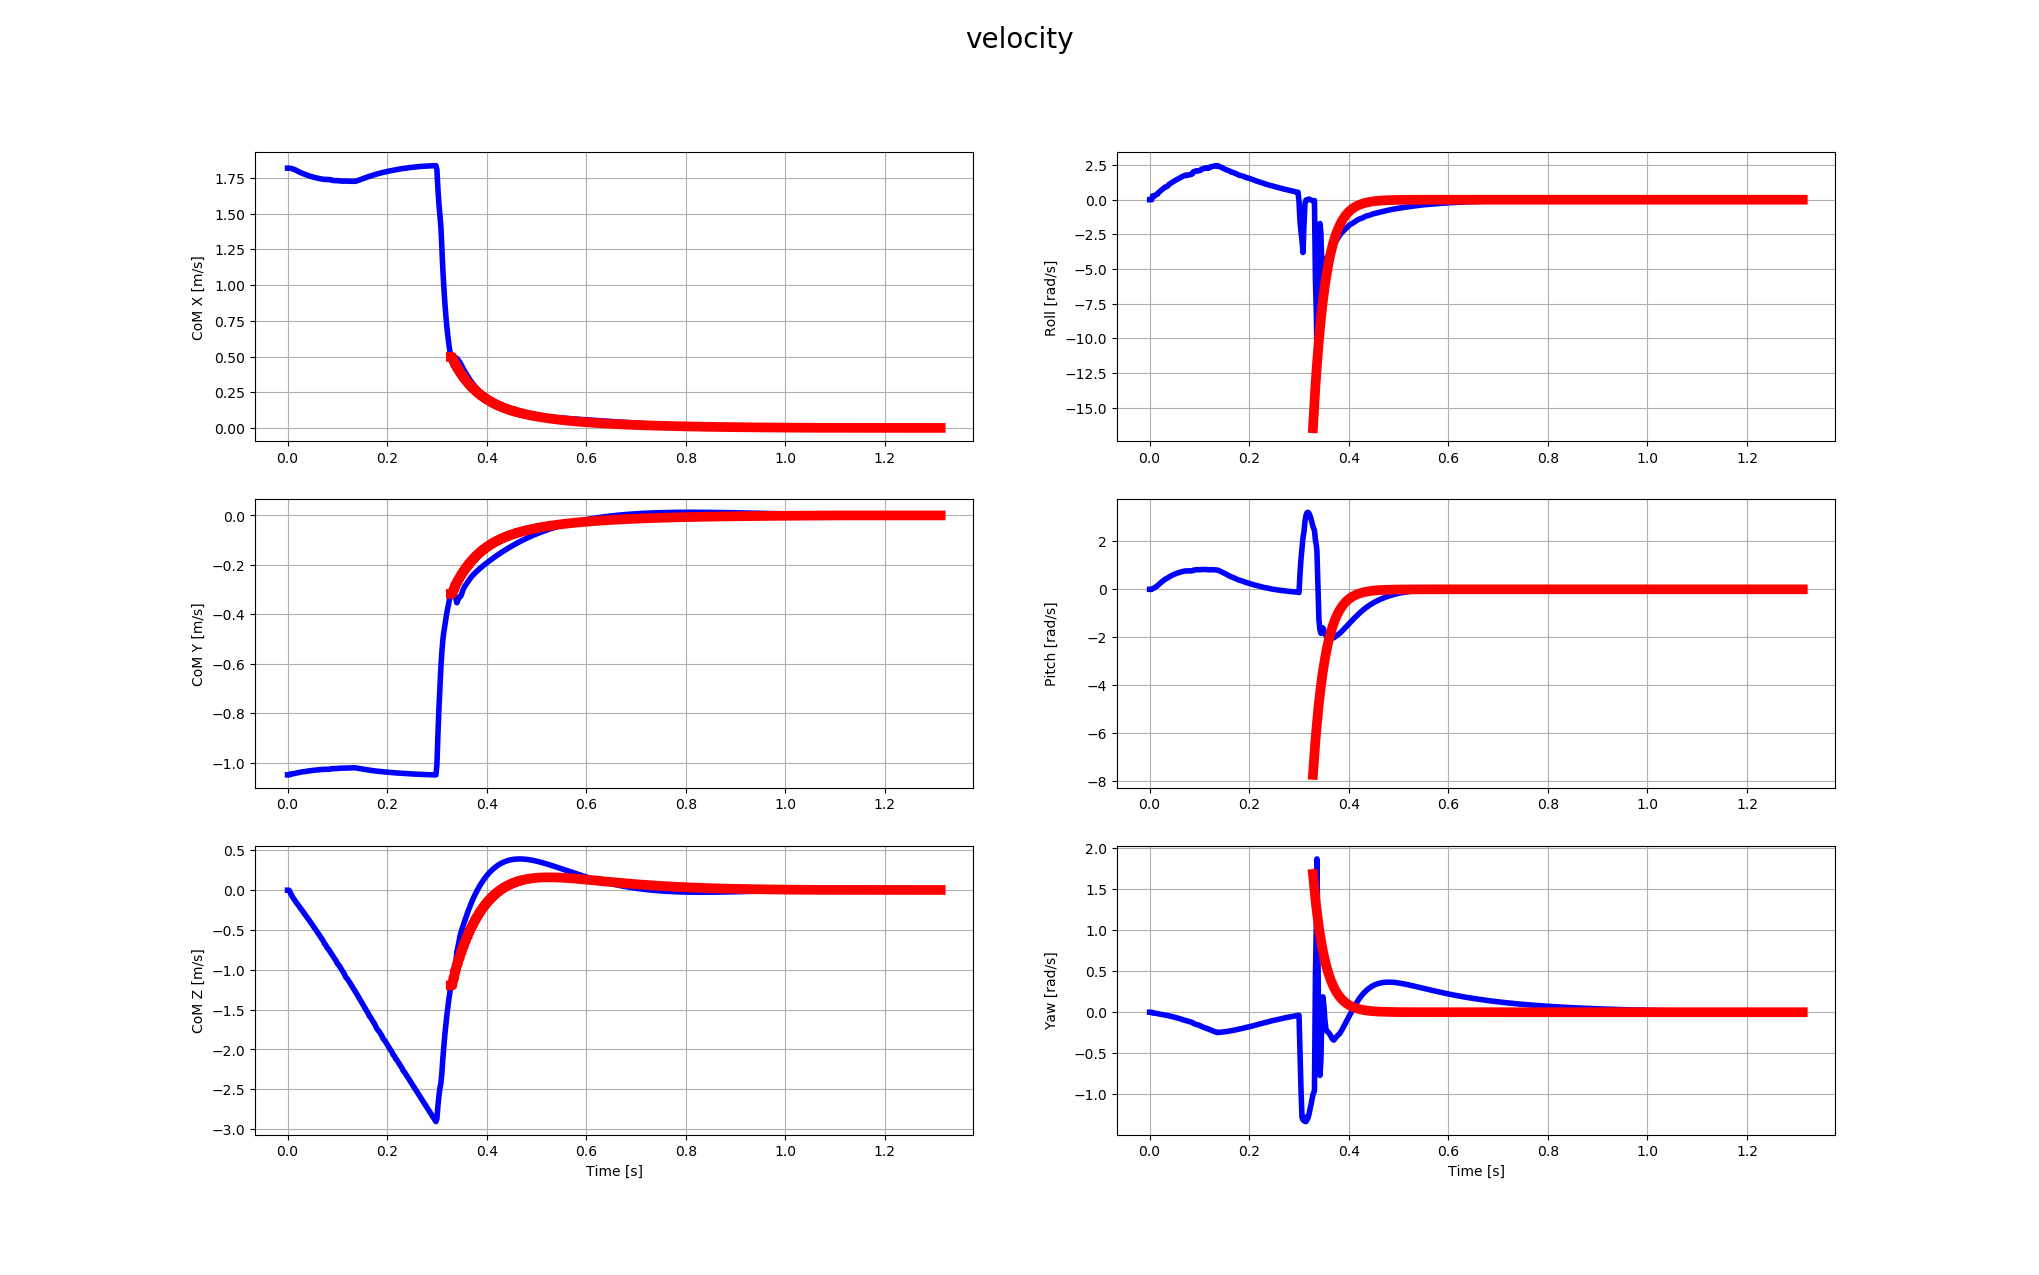 velocity
CoM X [m/s]
1.75
1.50
1.25
1.00
0.75
0.50
0.25
0.00
0.0 0.2 0.4 0.6 0.8 1.0 1.2
Roll [rad/s]
2.5
0.0
−2.5
−5.0
−7.5
−10.0
−12.5
−15.0
0.0 0.2 0.4 0.6 0.8 1.0 1.2
CoM Y [m/s]
0.0
−0.2
−0.4
−0.6
−0.8
−1.0
0.0 0.2 0.4 0.6 0.8 1.0 1.2
Pitch [rad/s]
2
0
−2
−4
−6
−8
0.0 0.2 0.4 0.6 0.8 1.0 1.2
CoM Z [m/s]
0.5
0.0
−0.5
−1.0
−1.5
−2.0
−2.5
−3.0
0.0 0.2 0.4 0.6 0.8 1.0 1.2
Time [s]
Yaw [rad/s]
2.0
1.5
1.0
0.5
0.0
−0.5
−1.0
0.0 0.2 0.4 0.6 0.8 1.0 1.2
Time [s]